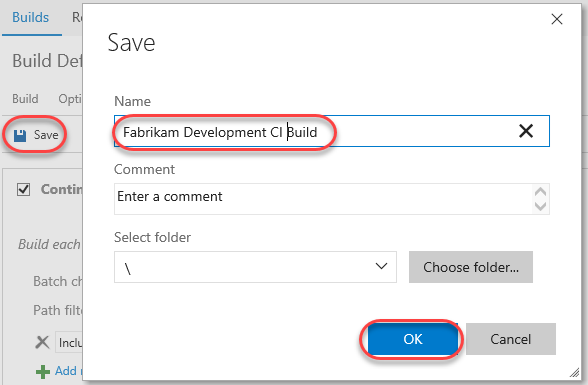 Builds
Re
Build Def
Build Opti
Save
Contin
Build each
Batch ch
Path filte
Inclu
Add n
Save
Name
Fabrikam Development CI Build
Comment
Enter a comment
Select folder
\
Choose folder...
OK
Cancel